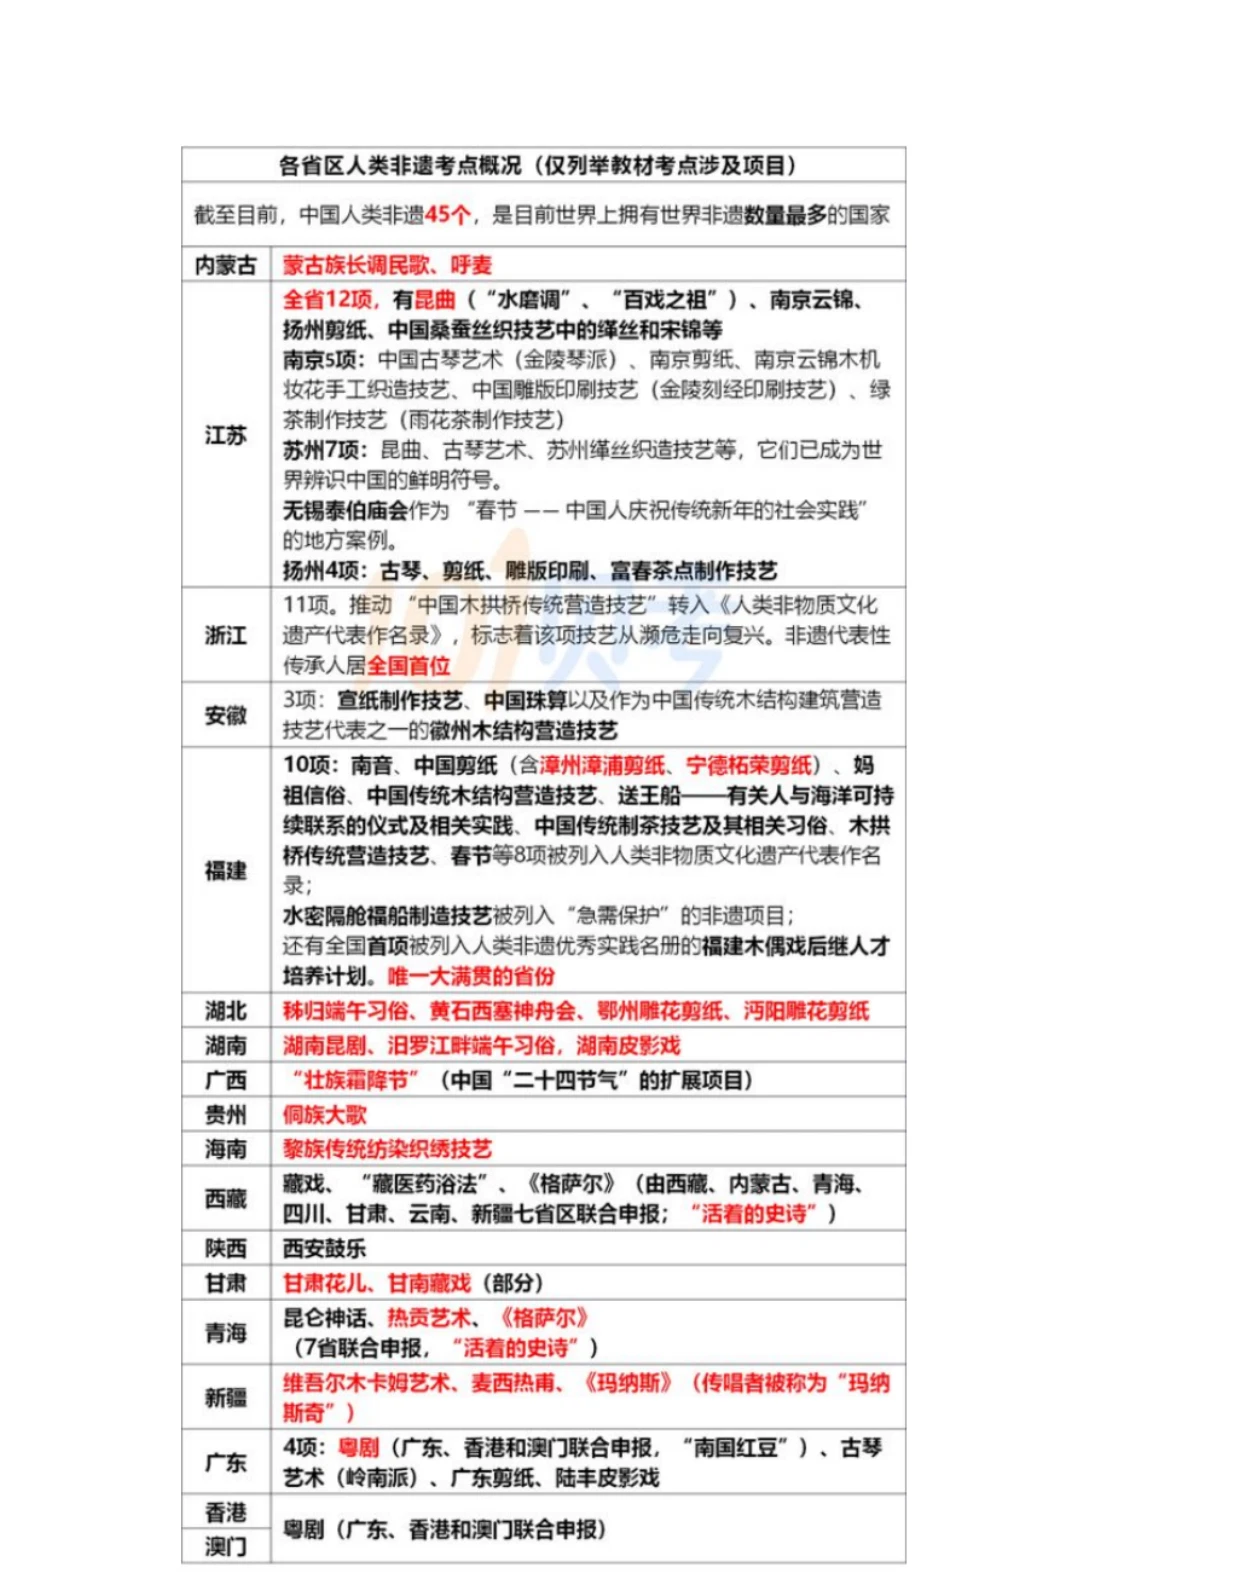 各省区人类非遗考点概况（仅列举教材考点涉及项目）
截至目前，中国人类非遗45个，是目前世界上拥有世界非遗数量最多的国家
内蒙古 蒙古族长调民歌、呼麦
江苏
全省12项，有昆曲（“水磨调”、“百戏之祖”）、南京云锦、
扬州剪纸、中国桑蚕丝织技艺中的缂丝和宋锦等
南京5项：中国古琴艺术（金陵琴派）、南京剪纸、南京云锦木机
妆花手工织造技艺、中国雕版印刷技艺（金陵刻经印刷技艺）、绿
茶制作技艺（雨花茶制作技艺）
苏州7项：昆曲、古琴艺术、苏州缂丝织造技艺等，它们已成为世
界辨识中国的鲜明符号。
无锡泰伯庙会作为 “春节 —— 中国人庆祝传统新年的社会实践”
的地方案例。
扬州4项：古琴、剪纸、雕版印刷、富春茶点制作技艺
浙江
11项。推动 “中国木拱桥传统营造技艺” 转入《人类非物质文化
遗产代表作名录》，标志着该项技艺从濒危走向复兴。非遗代表性
传承人居全国首位
安徽
3项：宣纸制作技艺、中国珠算以及作为中国传统木结构建筑营造
技艺代表之一的徽州木结构营造技艺
福建
10项：南音、中国剪纸（含漳州漳浦剪纸、宁德柘荣剪纸）、妈
祖信俗、中国传统木结构营造技艺、送王船——有关人与海洋可持
续联系的仪式及相关实践、中国传统制茶技艺及其相关习俗、木拱
桥传统营造技艺、春节等8项被列入人类非物质文化遗产代表作名
录；
水密隔舱福船制造技艺被列入“急需保护”的非遗项目；
还有全国首项被列入人类非遗优秀实践名册的福建木偶戏后继人才
培养计划。唯一大满贯的省份
湖北 秭归端午习俗、黄石西塞神舟会、鄂州雕花剪纸、沔阳雕花剪纸
湖南 湖南昆剧、汨罗江畔端午习俗，湖南皮影戏
广西 “壮族霜降节”（中国“二十四节气”的扩展项目）
贵州 侗族大歌
海南 黎族传统纺染织绣技艺
西藏
藏戏、 “藏医药浴法”、《格萨尔》（由西藏、内蒙古、青海、
四川、甘肃、云南、新疆七省区联合申报； “活着的史诗”）
陕西 西安鼓乐
甘肃 甘肃花儿、甘南藏戏（部分）
青海
昆仑神话、热贡艺术、《格萨尔》
（7省联合申报， “活着的史诗”）
新疆
维吾尔木卡姆艺术、麦西热甫、《玛纳斯》（传唱者被称为“玛纳
斯奇”）
广东
4项：粤剧（广东、香港和澳门联合申报， “南国红豆”）、古琴
艺术（岭南派）、广东剪纸、陆丰皮影戏
香港
澳门
粤剧（广东、香港和澳门联合申报）